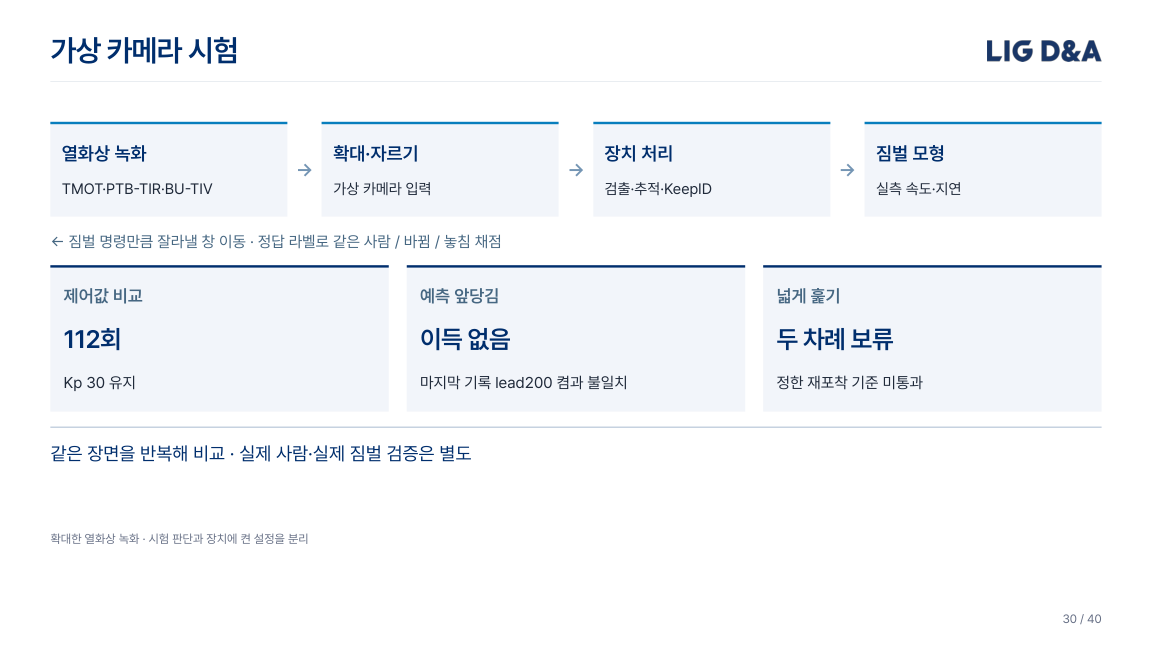 가상 카메라 시험
LIG D&A
열화상 녹화
TMOT·PTB-TIR·BU-TIV
→
확대·자르기
가상 카메라 입력
→
장치 처리
검출·추적·KeepID
→
짐벌 모형
실측 속도·지연
← 짐벌 명령만큼 잘라낼 창 이동 · 정답 라벨로 같은 사람 / 바뀜 / 놓침 채점
제어값 비교
112회
Kp 30 유지
예측 앞당김
이득 없음
마지막 기록 lead200 켬과 불일치
넓게 훑기
두 차례 보류
정한 재포착 기준 미통과
같은 장면을 반복해 비교 · 실제 사람·실제 짐벌 검증은 별도
확대한 열화상 녹화 · 시험 판단과 장치에 켠 설정을 분리
30 / 40